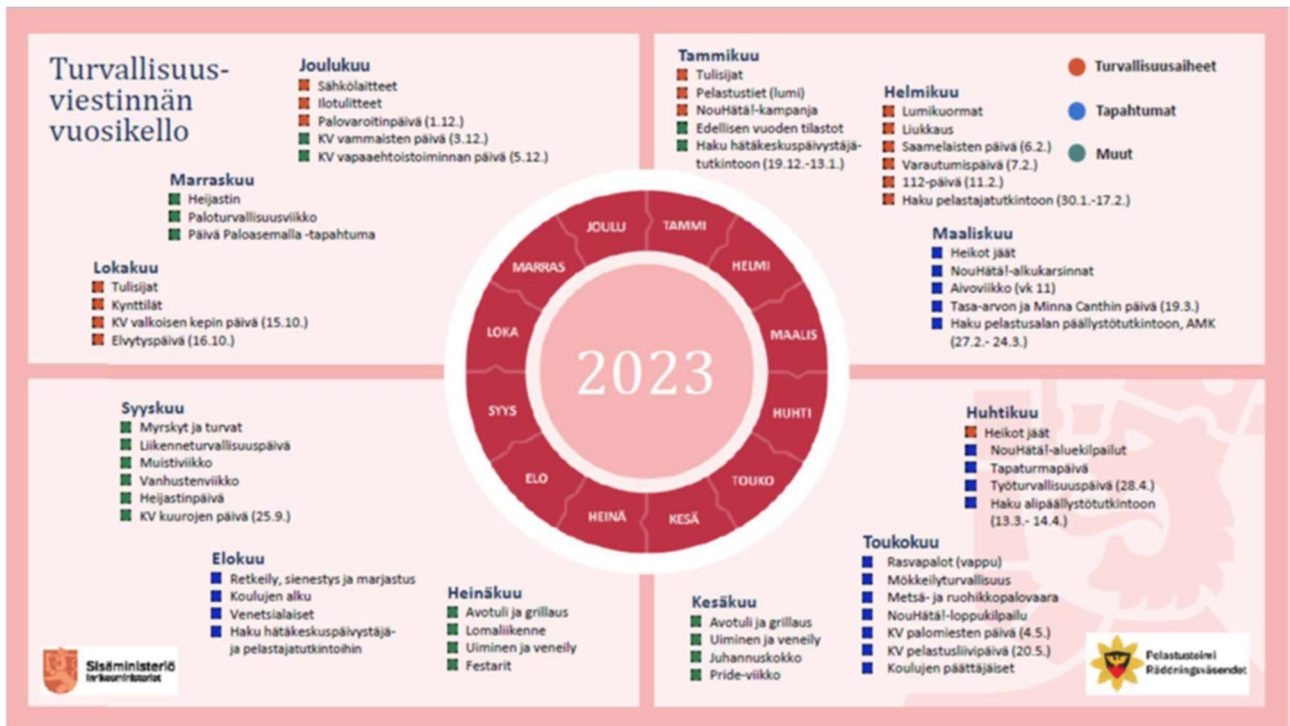 Turvallisuus-
viestinnän
vuosikello
Joulukuu
Sähkölaitteet
Ilotulitteet
Palovaroitinpäivä (1.12.)
KV vammaisten päivä (3.12.)
KV vapaaehtoistoiminnan päivä (5.12.)
Marraskuu
Heijastin
Paloturvallisuusviikko
Päivä Paloasemalla -tapahtuma
Lokakuu
Tulisijat
Kynttilät
KV valkoisen kepin päivä (15.10.)
Elvytyspäivä (16.10.)
Tammikuu
Tulisijat
Pelastustiet (lumi)
NouHätä!-kampanja
Edellisen vuoden tilastot
Haku hätäkeskuspäivystäjä-
tutkintoon (19.12.-13.1.)
Helmikuu
Lumikuormat
Liukkaus
Saamelaisten päivä (6.2.)
Varautumispäivä (7.2.)
112-päivä (11.2.)
Haku pelastajatutkintoon (30.1.-17.2.)
Turvallisuusaiheet
Tapahtumat
Muut
Maaliskuu
Heikot jäät
NouHätä!-alkukarsinnat
Aivoviikko (vk 11)
Tasa-arvon ja Minna Canthin päivä (19.3.)
Haku pelastusalan päällystötutkintoon, AMK
(27.2.- 24.3.)
JOULU
TAMMI
MARRAS
HELMI
LOKA
MAALIS
2023
SYYS
HUHTI
ELO
TOUKO
HEINÄ
KESÄ
Syyskuu
Myrskyt ja turvat
Liikenneturvallisuuspäivä
Muistiviikko
Vanhustenviikko
Heijastinpäivä
KV kuurojen päivä (25.9.)
Elokuu
Retkeily, sienestys ja marjastus
Koulujen alku
Venetsialaiset
Haku hätäkeskuspäivystäjä-
ja pelastajatutkintoihin
Heinäkuu
Avotuli ja grillaus
Lomaliikenne
Uiminen ja veneily
Festarit
Huhtikuu
Heikot jäät
NouHätä!-aluekilpailut
Tapaturmapäivä
Työturvallisuuspäivä (28.4.)
Haku alipäällystötutkintoon
(13.3.- 14.4.)
Toukokuu
Rasvapalot (vappu)
Mökkeilyturvallisuus
Metsä- ja ruohikkopalovaara
NouHätä!-loppukilpailu
KV palomiesten päivä (4.5.)
KV pelastusliivipäivä (20.5.)
Koulujen päättäjäiset
Kesäkuu
Avotuli ja grillaus
Uiminen ja veneily
Juhannuskokko
Pride-viikko
Sisäministeriö
Inrikesministeriet
Pelastustoimi
Räddningsväsendet